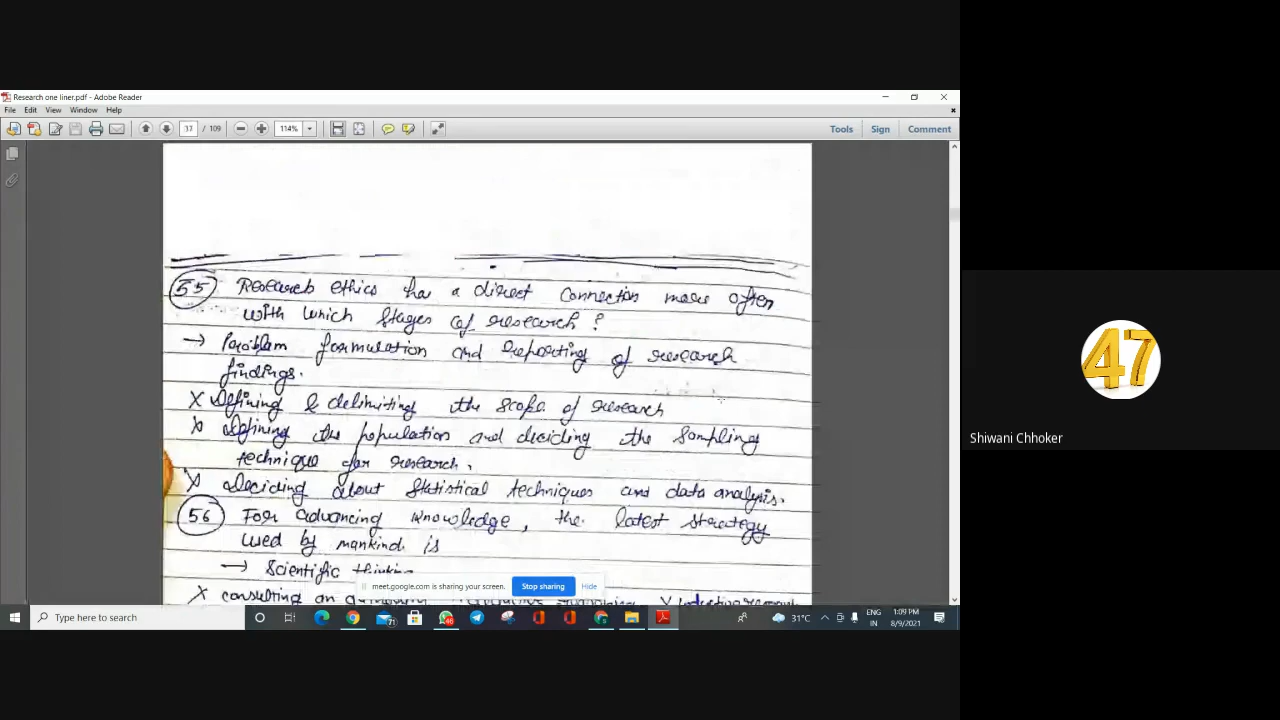 Research one liner.pdf - Adobe Reader
File Edit View Window Help
37 / 109 114% Tools Sign Comment
55 Research ethics has a direct connection more often
with which stages of research?
→ Problem formulation and reporting of research
findings.
X Defining & delimiting the scope of research
X Defining the population and deciding the sampling
technique for research.
X Deciding about statistical techniques and data analysis.
56 For advancing knowledge, the latest strategy
used by mankind is
→ Scientific thinking
X consulting an
meet.google.com is sharing your screen. Stop sharing Hide
47
Shiwani Chhoker
Type here to search
71
66
31°C ENG IN 1:09 PM 8/9/2021